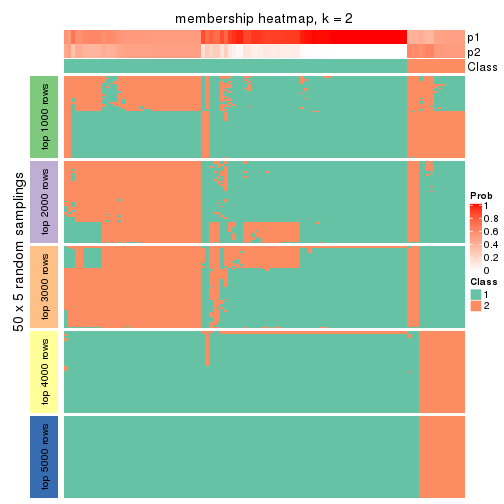 membership heatmap, k = 2
p1
p2
Class
50 x 5 random samplings
top 1000 rows
top 2000 rows
top 3000 rows
top 4000 rows
top 5000 rows
Prob
1
0.8
0.6
0.4
0.2
0
Class
1
2